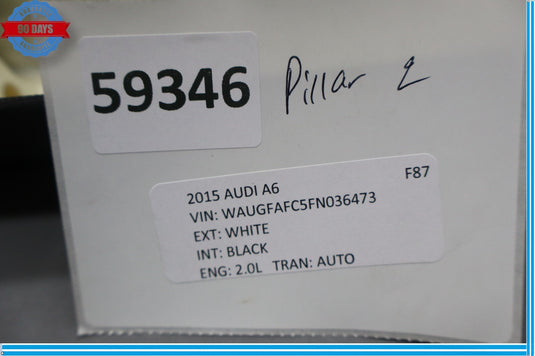 90 DAYS
59346
Pillar 2
2015 AUDI A6
F87
VIN: WAUGFAFC5FN036473
EXT: WHITE
INT: BLACK
ENG: 2.0L TRAN: AUTO